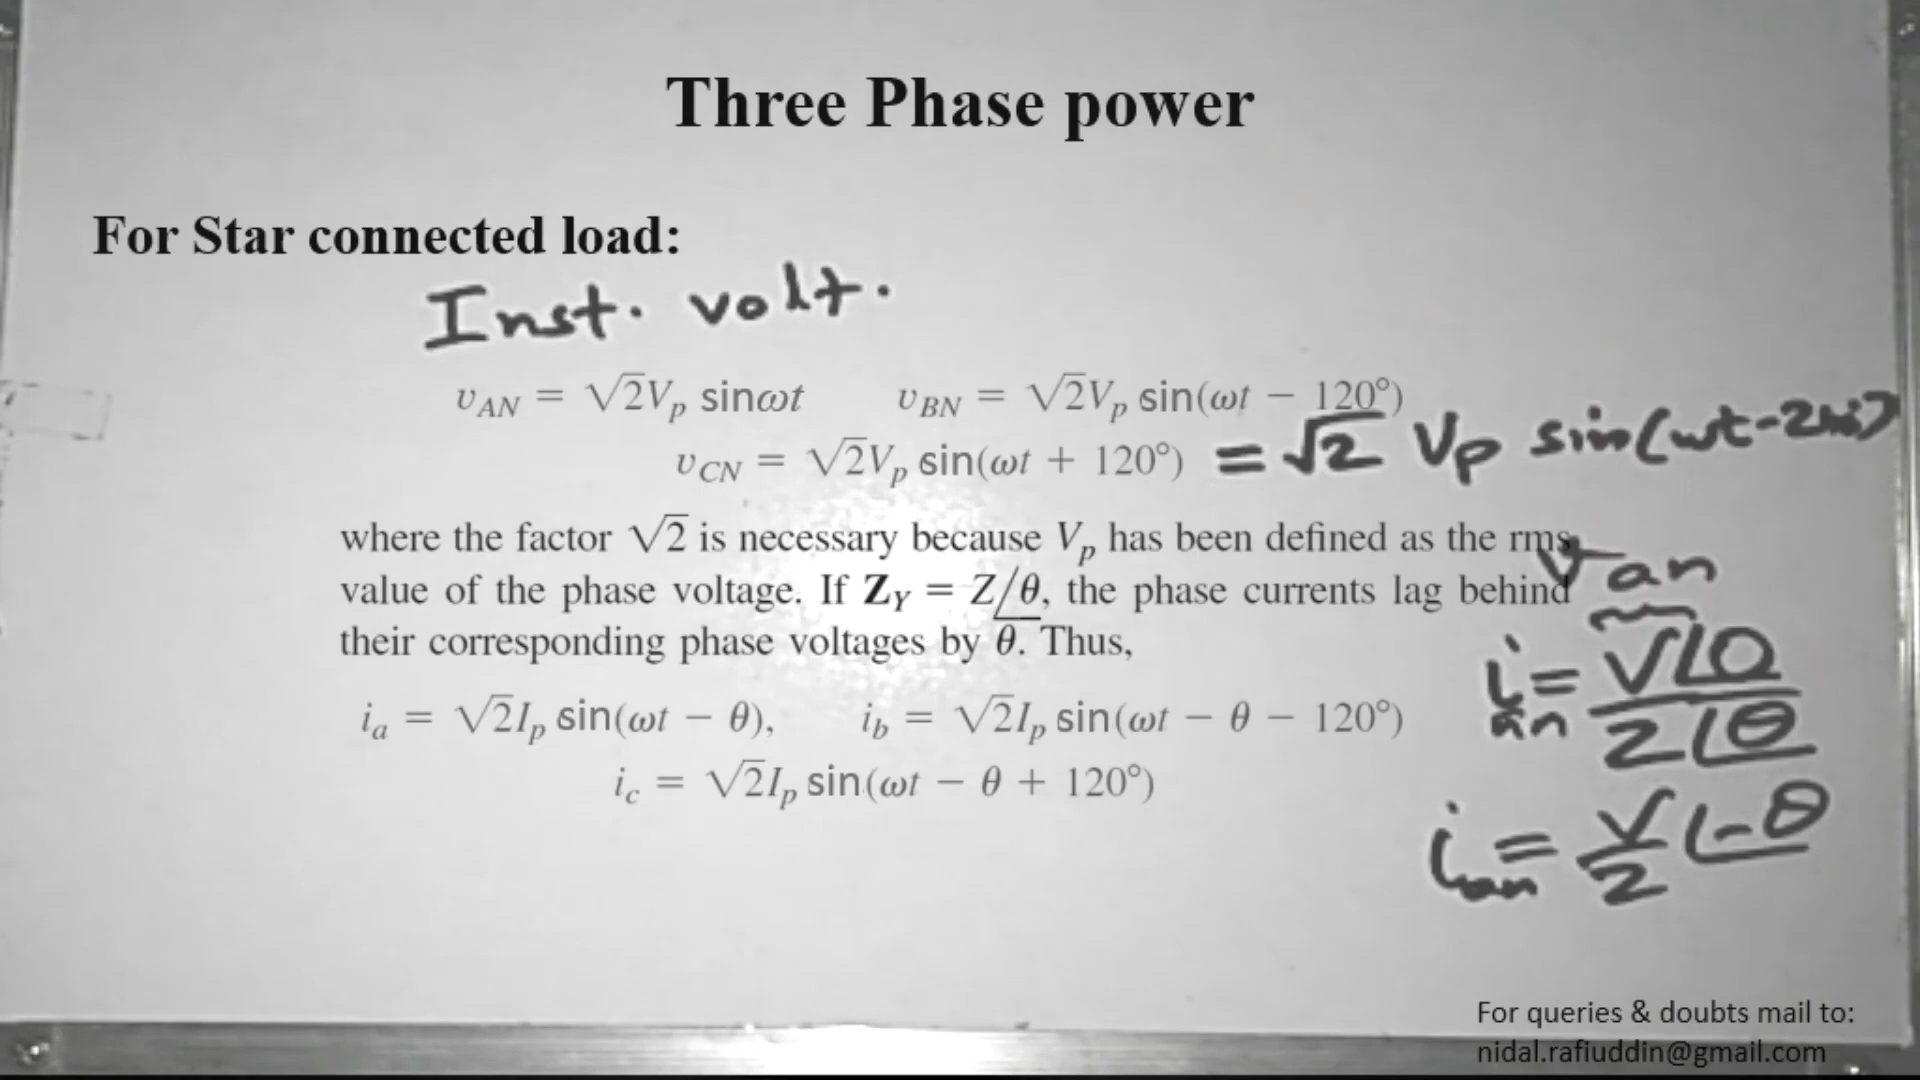 Three Phase power
For Star connected load:
Inst. volt.
v_AN = √2V_p sinωt v_BN = √2V_p sin(ωt − 120°)
v_CN = √2V_p sin(ωt + 120°) = √2 V_p sin(ωt-240)
where the factor √2 is necessary because V_p has been defined as the rms
value of the phase voltage. If Z_Y = Z∠θ, the phase currents lag behind
their corresponding phase voltages by θ. Thus,
i_a = √2I_p sin(ωt − θ), i_b = √2I_p sin(ωt − θ − 120°)
i_c = √2I_p sin(ωt − θ + 120°)
Van
i_an = V∠0 / Z∠θ
i_an = V/Z ∠-θ
For queries & doubts mail to:
nidal.rafiuddin@gmail.com